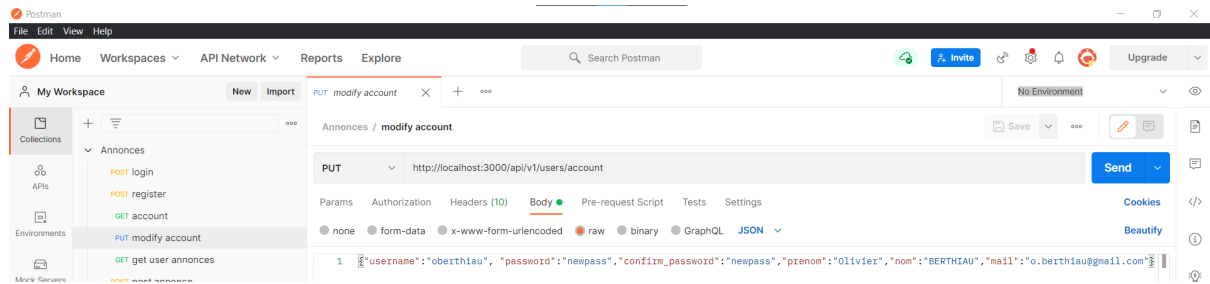 Postman
File Edit View Help
Home Workspaces API Network Reports Explore Search Postman Invite Upgrade
My Workspace New Import PUT modify account No Environment
Collections
APIs
Environments
Mock Servers
Annonces
POST login
POST register
GET account
PUT modify account
GET get user annonces
POST post annonce
Annonces / modify account Save
PUT http://localhost:3000/api/v1/users/account Send
Params Authorization Headers (10) Body Pre-request Script Tests Settings Cookies
none form-data x-www-form-urlencoded raw binary GraphQL JSON Beautify
1 {"username":"oberthiau", "password":"newpass","confirm_password":"newpass","prenom":"Olivier","nom":"BERTHIAU","mail":"o.berthiau@gmail.com"}